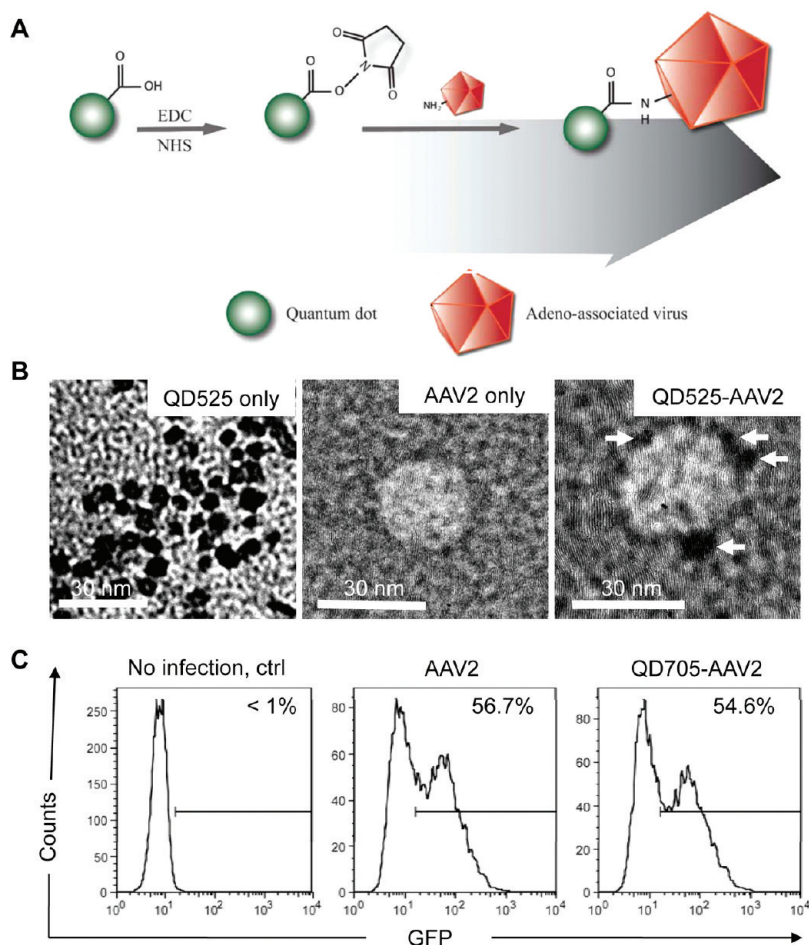 A
O
OH
EDC
NHS
O
O
O
N
O
NH2
O
N
H
Quantum dot
Adeno-associated virus
B
QD525 only
AAV2 only
QD525-AAV2
30 nm
30 nm
30 nm
C
No infection, ctrl
AAV2
QD705-AAV2
< 1%
56.7%
54.6%
Counts
250
200
150
100
50
0
80
60
40
20
0
80
60
40
20
0
10^0 10^1 10^2 10^3 10^4
10^0 10^1 10^2 10^3 10^4
10^0 10^1 10^2 10^3 10^4
GFP